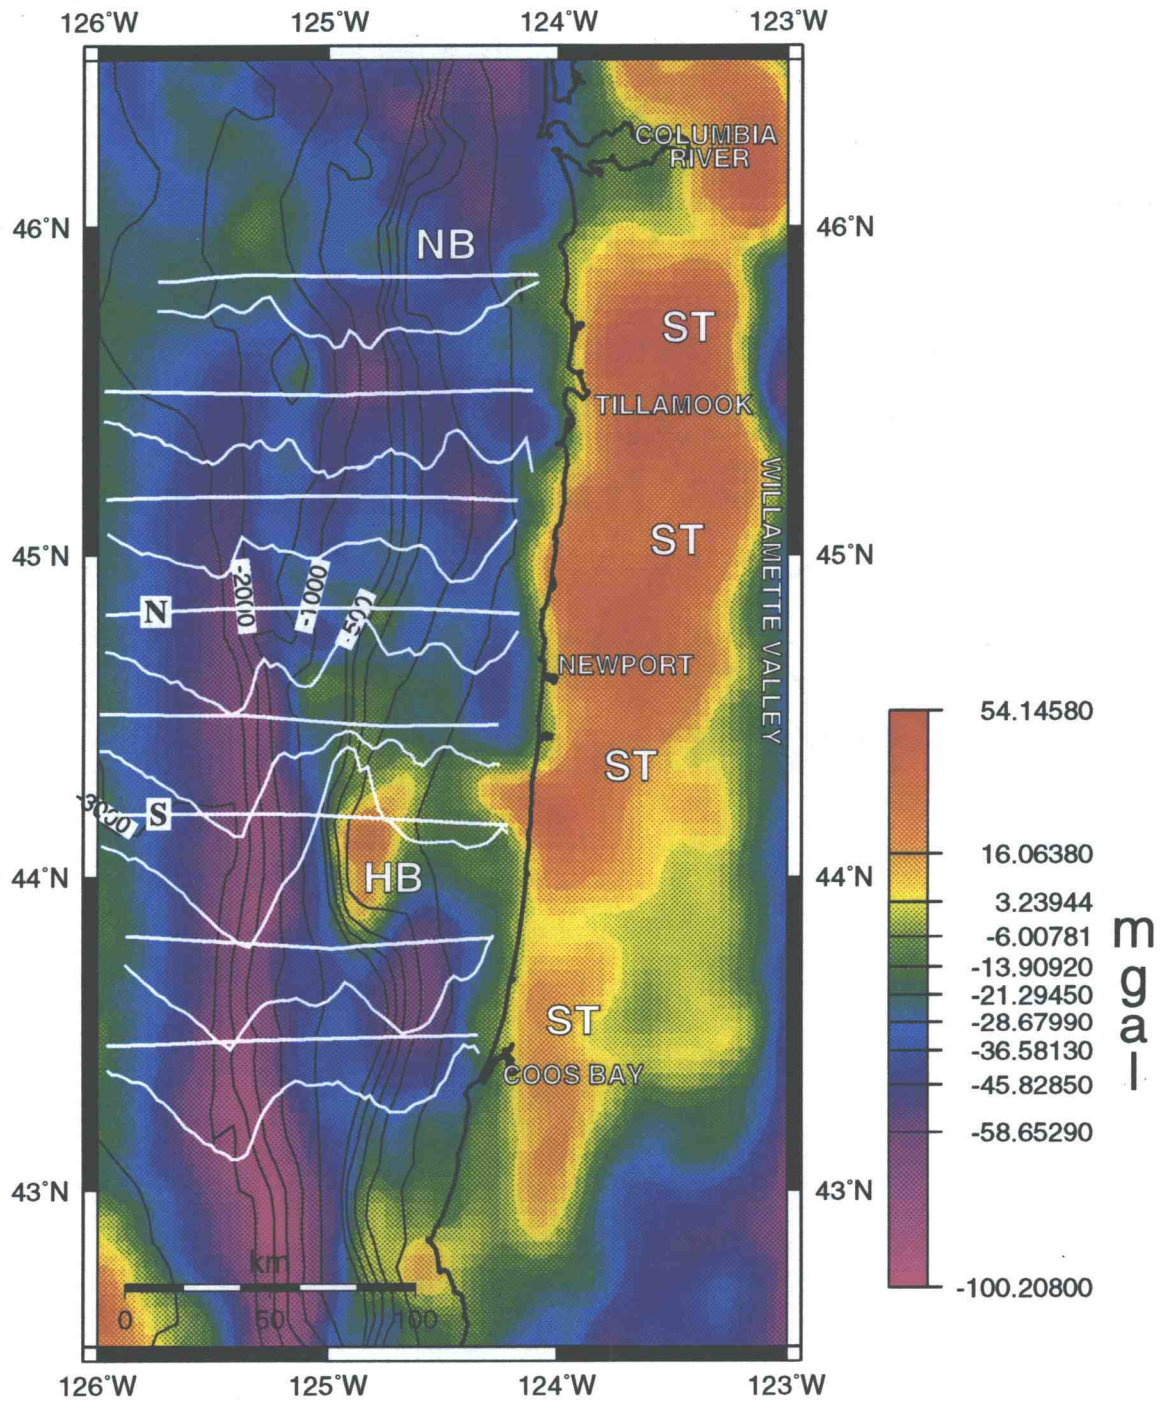 126°W 125°W 124°W 123°W
COLUMBIA
RIVER
46°N 46°N
NB
ST
TILLAMOOK
WILLAMETTE VALLEY
ST
45°N 45°N
-2000 -1000 -500
N
NEWPORT
54.14580
ST
-3000
S
16.06380
44°N 44°N
HB
3.23944
-6.00781
-13.90920
-21.29450
-28.67990
-36.58130
-45.82850
-58.65290
mgal
ST
COOS BAY
43°N 43°N
km
0 50 100
-100.20800
126°W 125°W 124°W 123°W